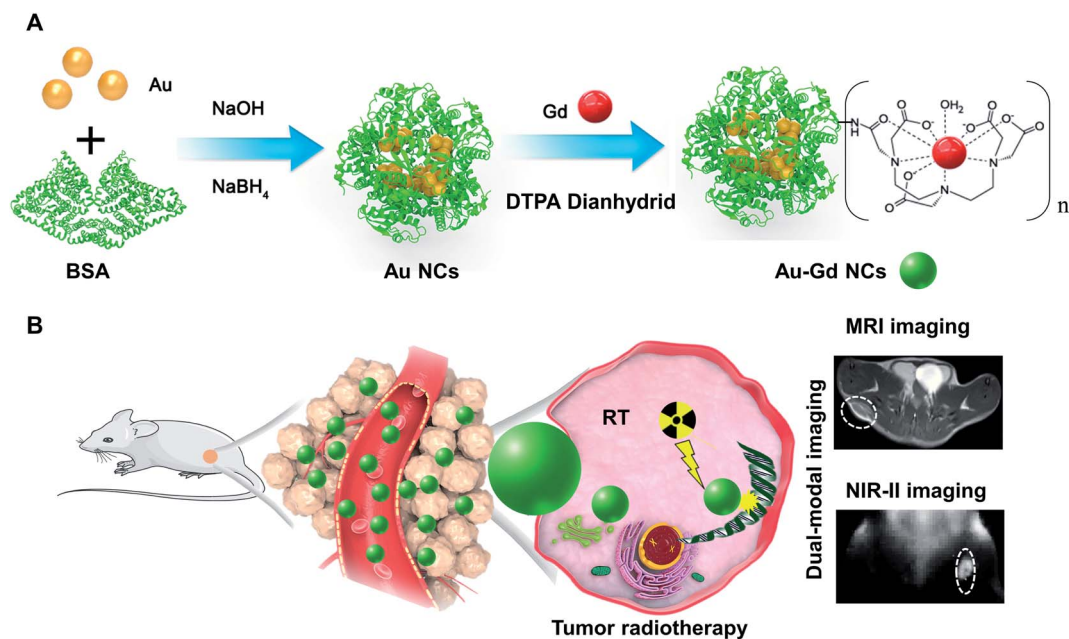 A
Au
+
BSA
NaOH
NaBH4
Au NCs
Gd
DTPA Dianhydrid
Au-Gd NCs
N
H
O
O
O-
O
OH2
-O
O
O
O-
O
N
N
N
n
B
RT
Tumor radiotherapy
Dual-modal imaging
MRI imaging
NIR-II imaging